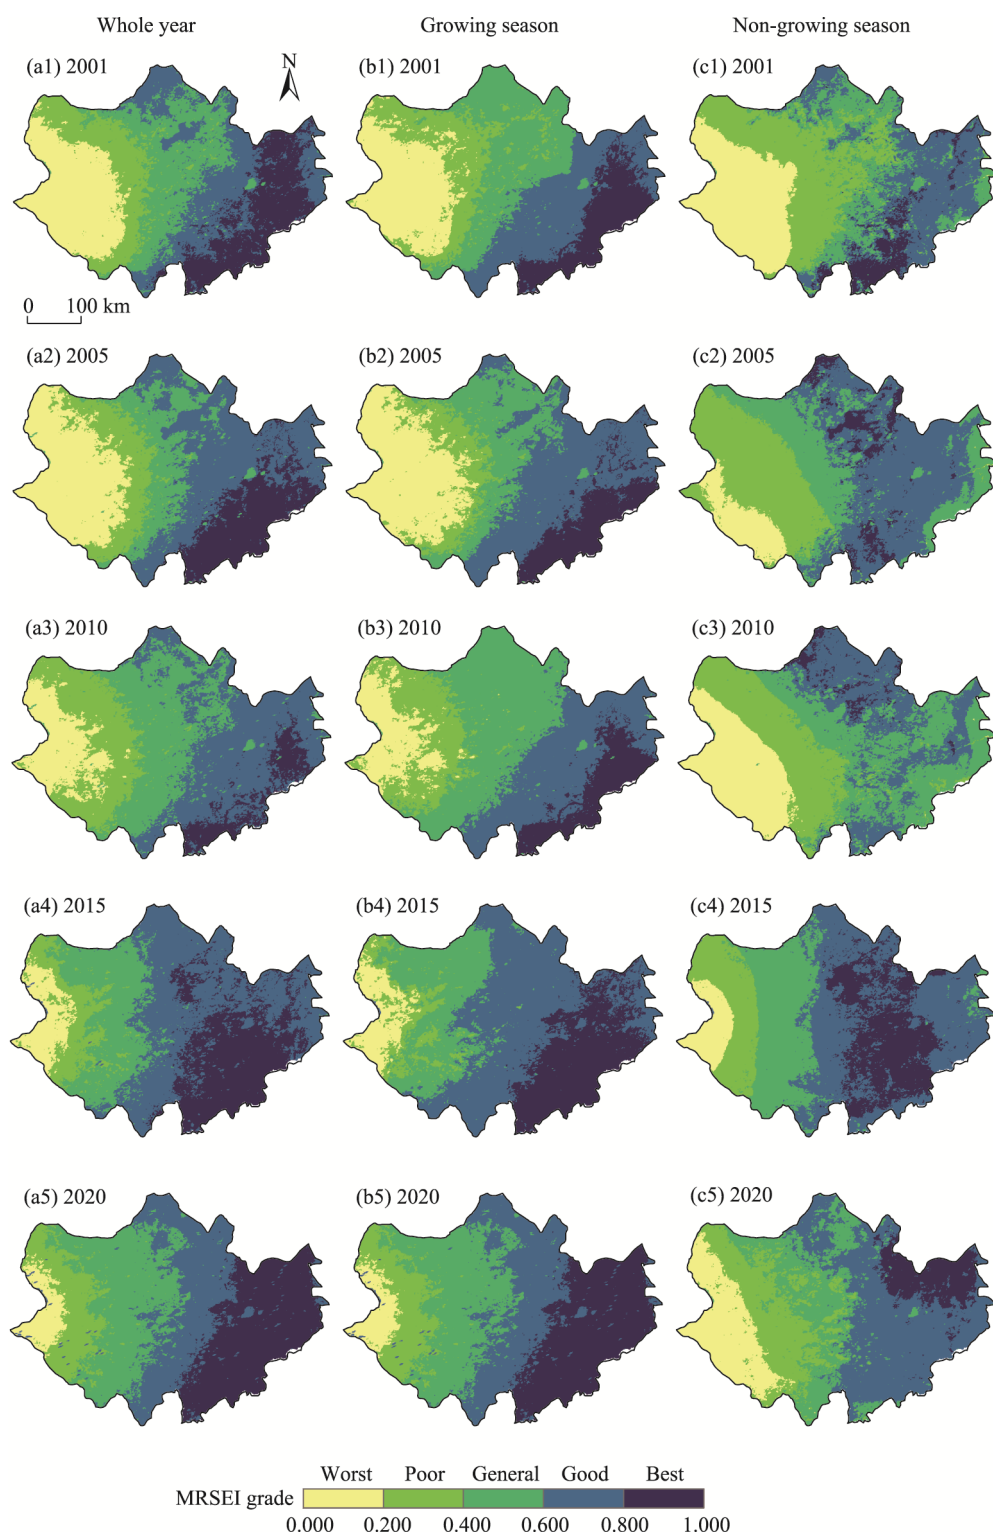 Whole year Growing season Non-growing season
(a1) 2001 N (b1) 2001 (c1) 2001
0 100 km
(a2) 2005 (b2) 2005 (c2) 2005
(a3) 2010 (b3) 2010 (c3) 2010
(a4) 2015 (b4) 2015 (c4) 2015
(a5) 2020 (b5) 2020 (c5) 2020
Worst Poor General Good Best
MRSEI grade
0.000 0.200 0.400 0.600 0.800 1.000